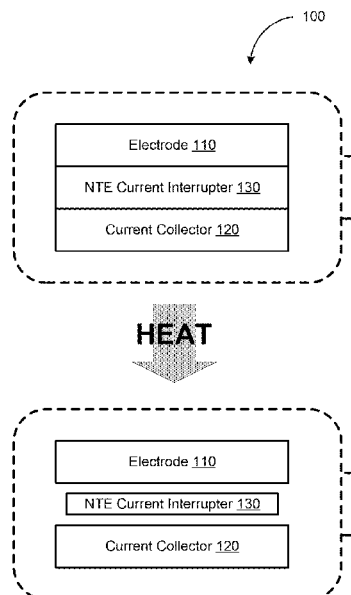 100
Electrode 110
NTE Current Interrupter 130
Current Collector 120
HEAT
Electrode 110
NTE Current Interrupter 130
Current Collector 120